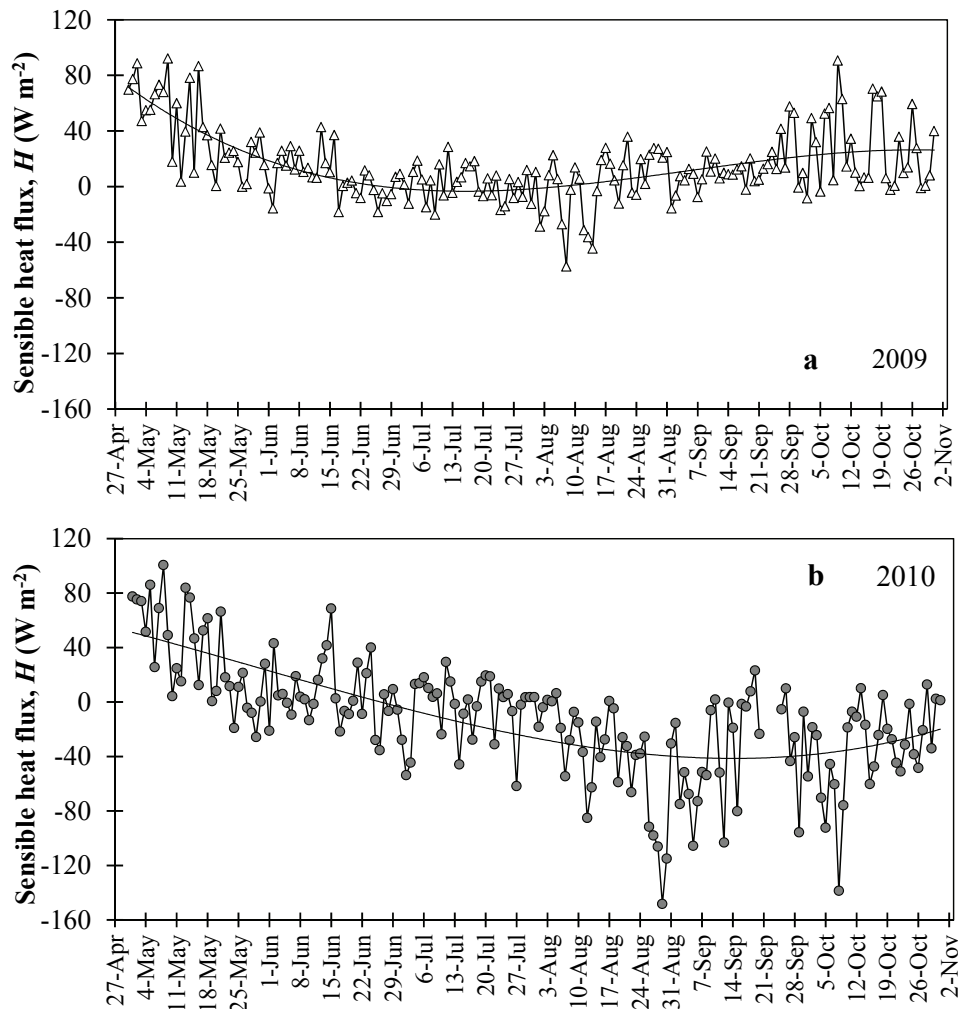 120
80
40
0
-40
-80
-120
-160
Sensible heat flux, H (W m-2)
a 2009
27-Apr
4-May
11-May
18-May
25-May
1-Jun
8-Jun
15-Jun
22-Jun
29-Jun
6-Jul
13-Jul
20-Jul
27-Jul
3-Aug
10-Aug
17-Aug
24-Aug
31-Aug
7-Sep
14-Sep
21-Sep
28-Sep
5-Oct
12-Oct
19-Oct
26-Oct
2-Nov
120
80
40
0
-40
-80
-120
-160
Sensible heat flux, H (W m-2)
b 2010
27-Apr
4-May
11-May
18-May
25-May
1-Jun
8-Jun
15-Jun
22-Jun
29-Jun
6-Jul
13-Jul
20-Jul
27-Jul
3-Aug
10-Aug
17-Aug
24-Aug
31-Aug
7-Sep
14-Sep
21-Sep
28-Sep
5-Oct
12-Oct
19-Oct
26-Oct
2-Nov